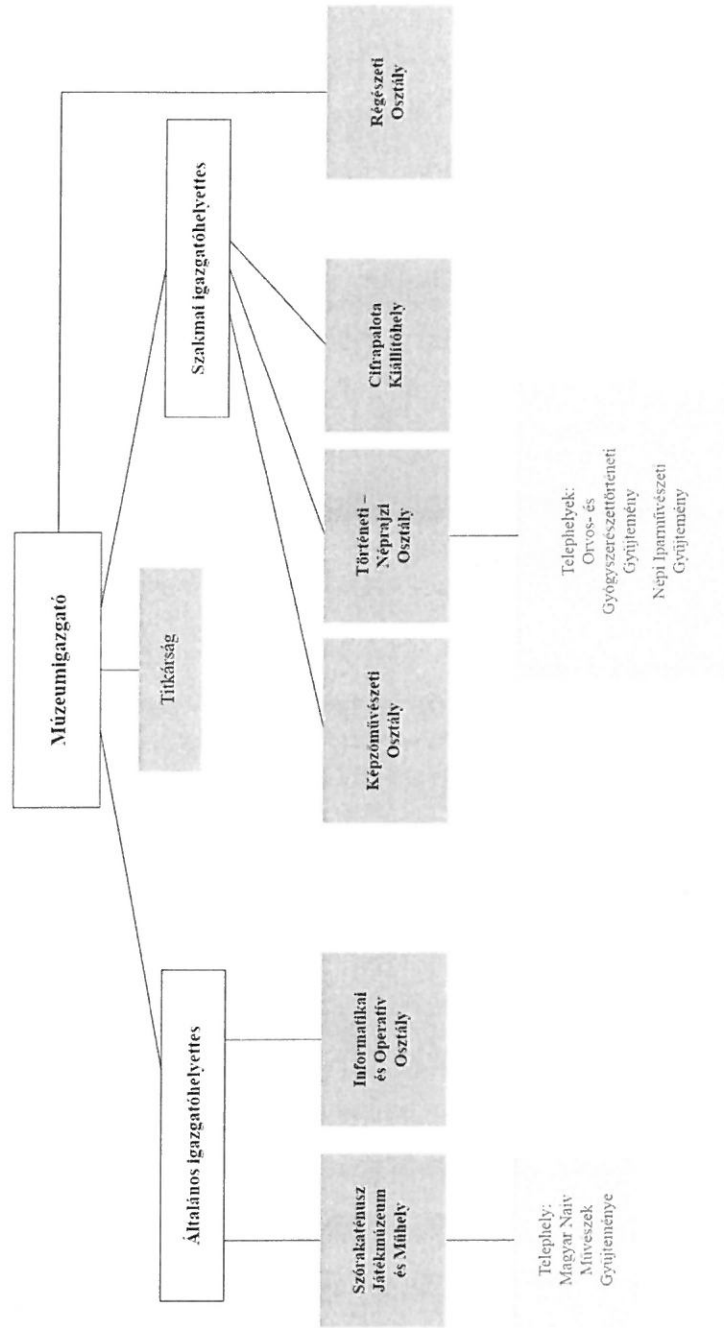 Múzeumigazgató
Titkárság
Általános igazgatóhelyettes
Szakmai igazgatóhelyettes
Szórakaténusz
Játékmúzeum
és Műhely
Informatikai
és Operatív
Osztály
Képzőművészeti
Osztály
Történeti –
Néprajzi
Osztály
Cifrapalota
Kiállítóhely
Régészeti
Osztály
Telephely:
Magyar Naiv
Művészek
Gyűjteménye
Telephelyek:
Orvos- és
Gyógyszerészettörténeti
Gyűjtemény
Népi Iparművészeti
Gyűjtemény